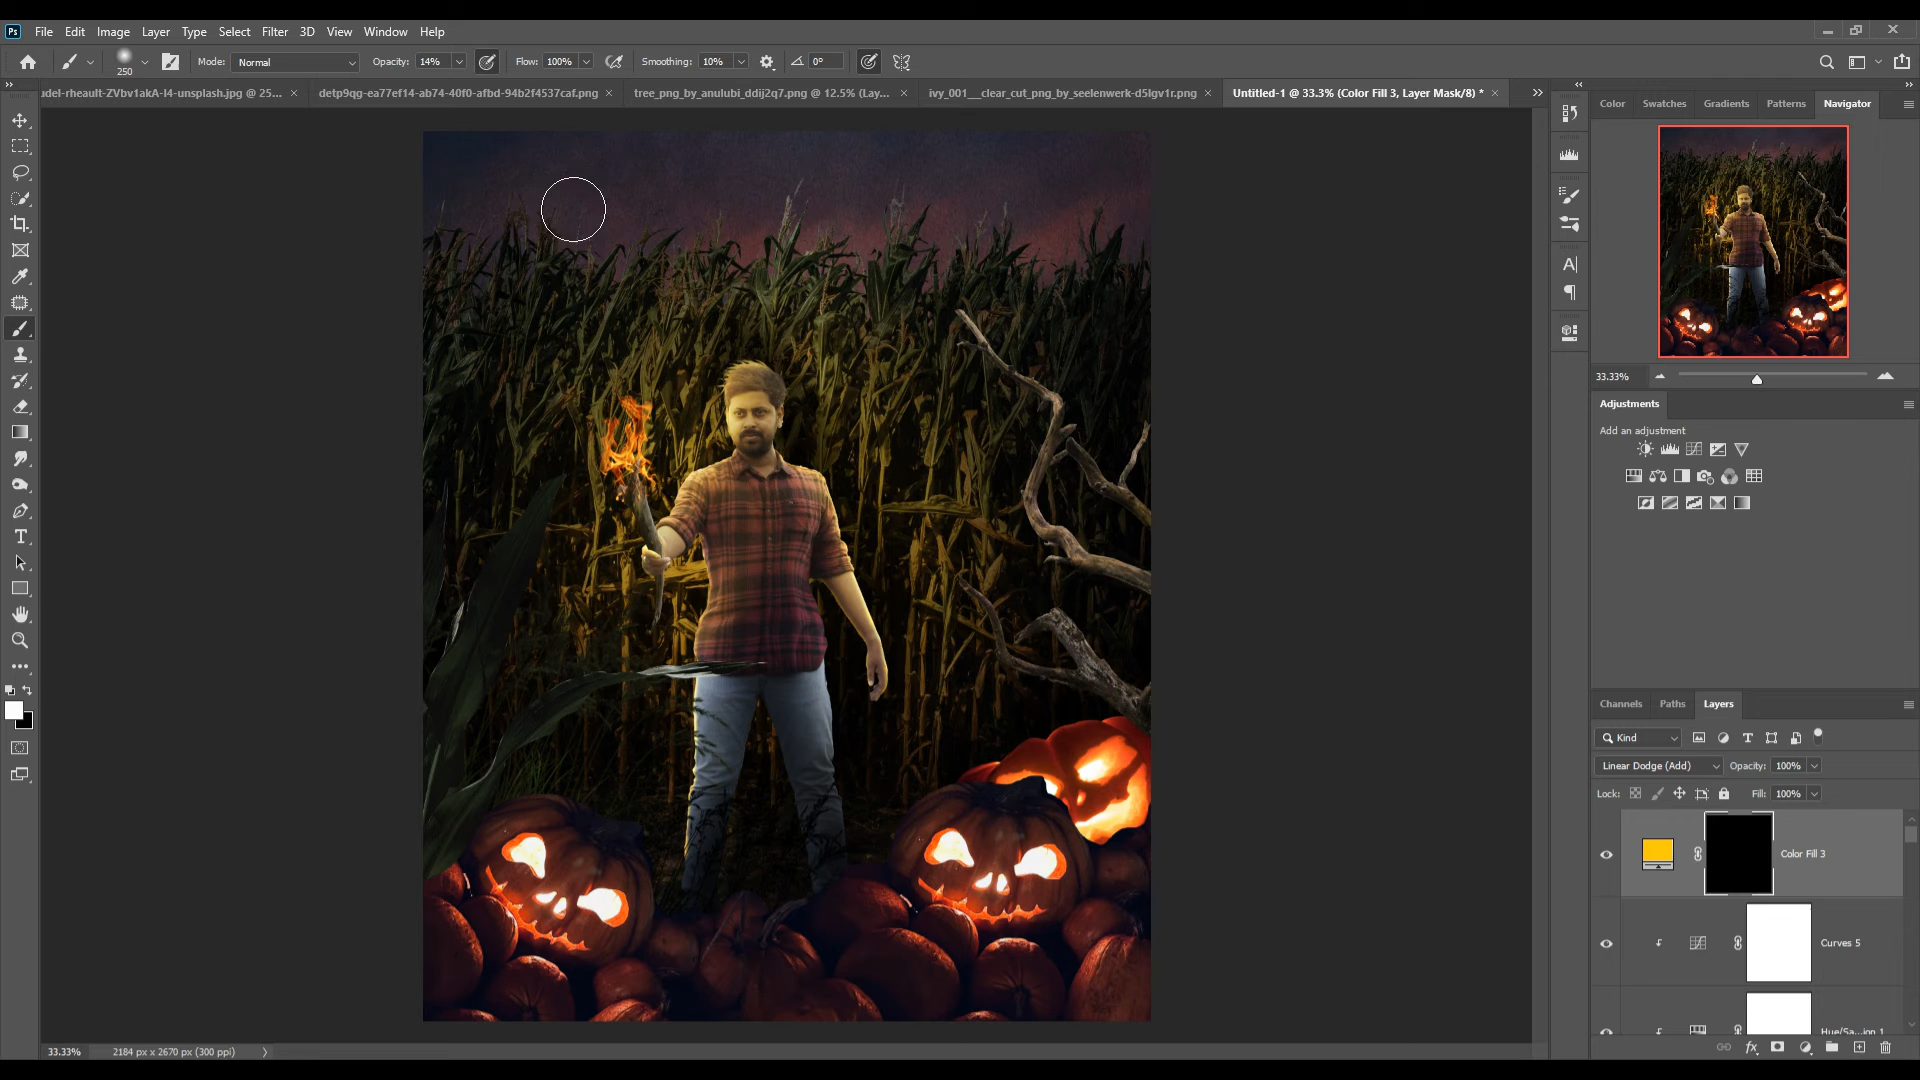 Ps File Edit Image Layer Type Select Filter 3D View Window Help
250 Mode: Normal Opacity: 14% Flow: 100% Smoothing: 10% 0°
udel-rheault-ZVbv1akA-l4-unsplash.jpg @ 25... × detp9qg-ea77ef14-ab74-40f0-afbd-94b2f4537caf.png × tree_png_by_anulubi_ddij2q7.png @ 12.5% (Lay... × ivy_001__clear_cut_png_by_seelenwerk-d5lgv1r.png × Untitled-1 @ 33.3% (Color Fill 3, Layer Mask/8) * ×
Color Swatches Gradients Patterns Navigator
33.33%
Adjustments
Add an adjustment
Channels Paths Layers
Kind
Linear Dodge (Add) Opacity: 100%
Lock: Fill: 100%
Color Fill 3
Curves 5
Hue/Sa...ion 1
33.33% 2184 px x 2670 px (300 ppi)